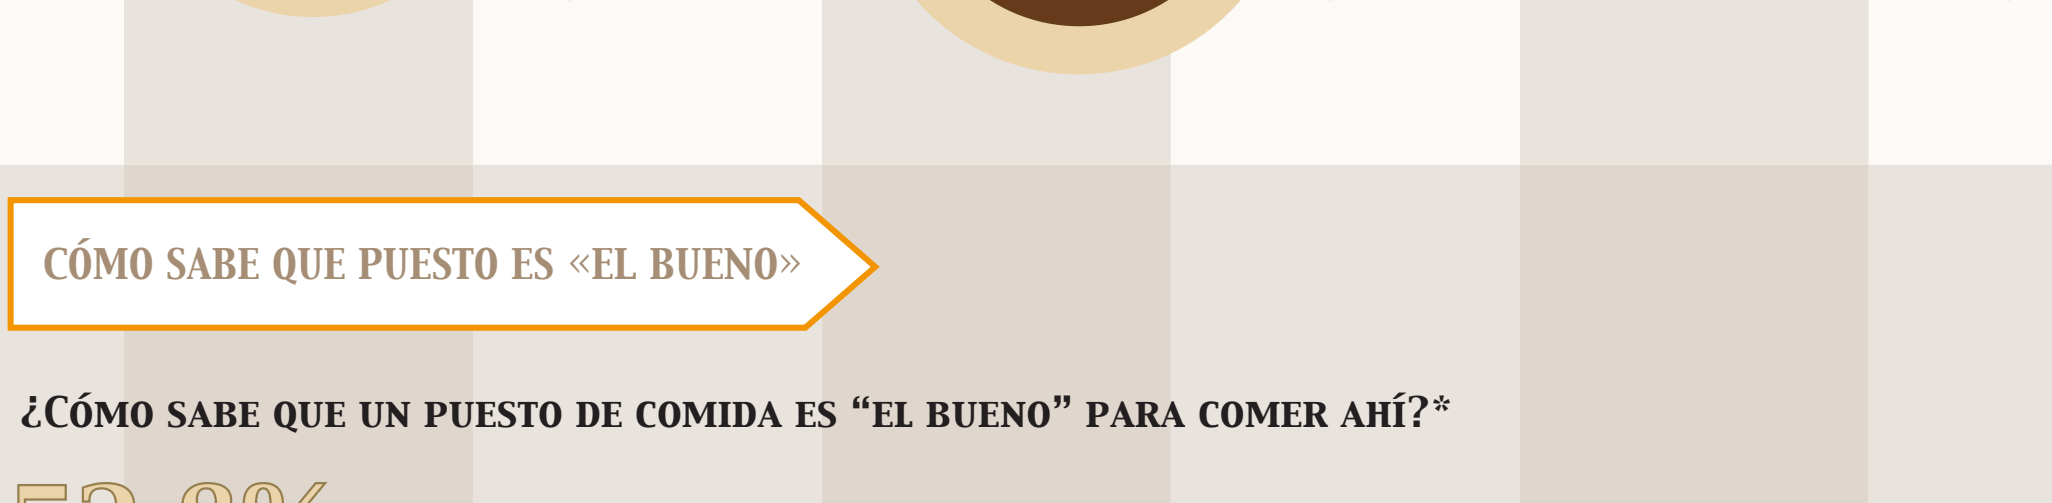 CÓMO SABE QUE PUESTO ES «EL BUENO»
¿CÓMO SABE QUE UN PUESTO DE COMIDA ES “EL BUENO” PARA COMER AHÍ?*